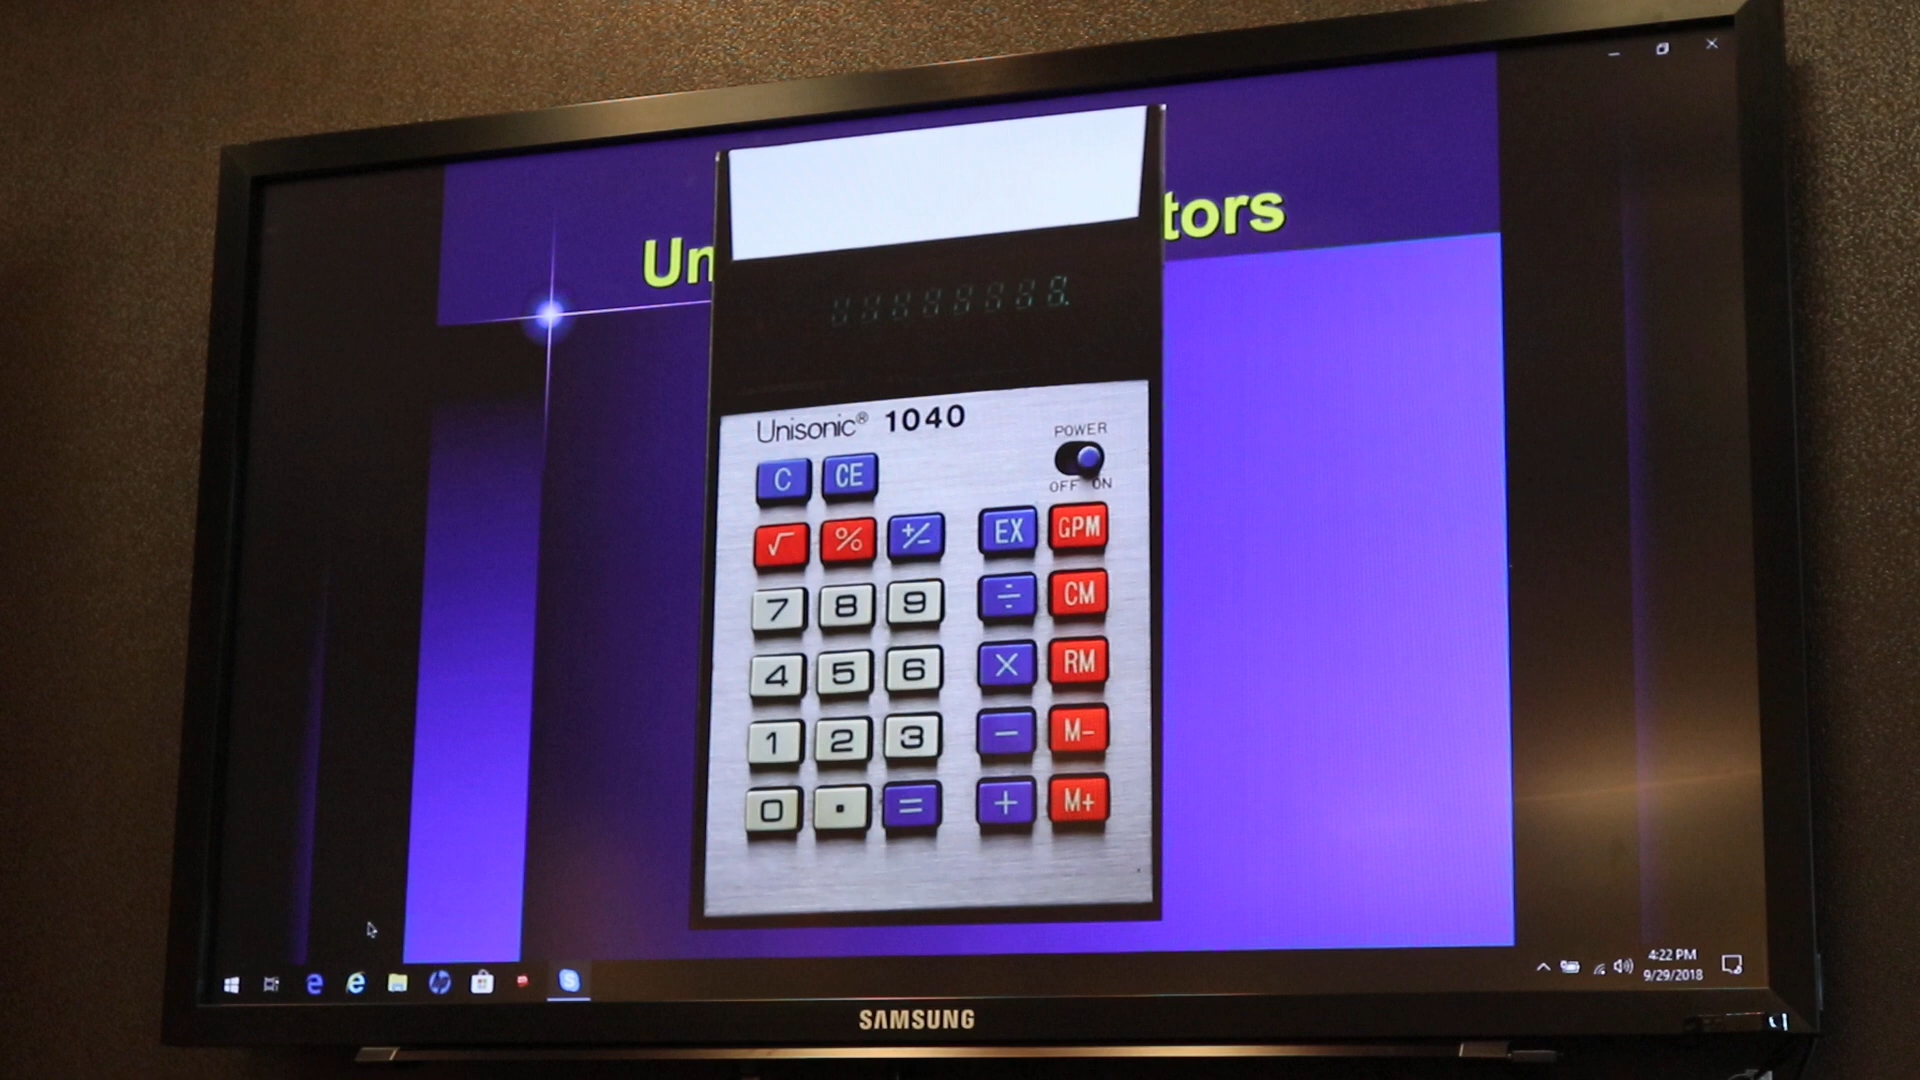 Un
tors
Unisonic® 1040
POWER
OFF ON
C CE
√ % +/− EX GPM
7 8 9 ÷ CM
4 5 6 × RM
1 2 3 − M−
0 . = + M+
4:22 PM
9/29/2018
SAMSUNG